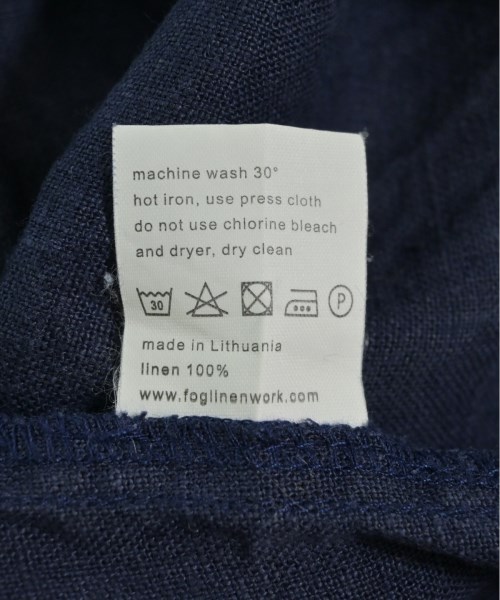 machine wash 30°
hot iron, use press cloth
do not use chlorine bleach
and dryer, dry clean
30 P
made in Lithuania
linen 100%
www.foglinenwork.com